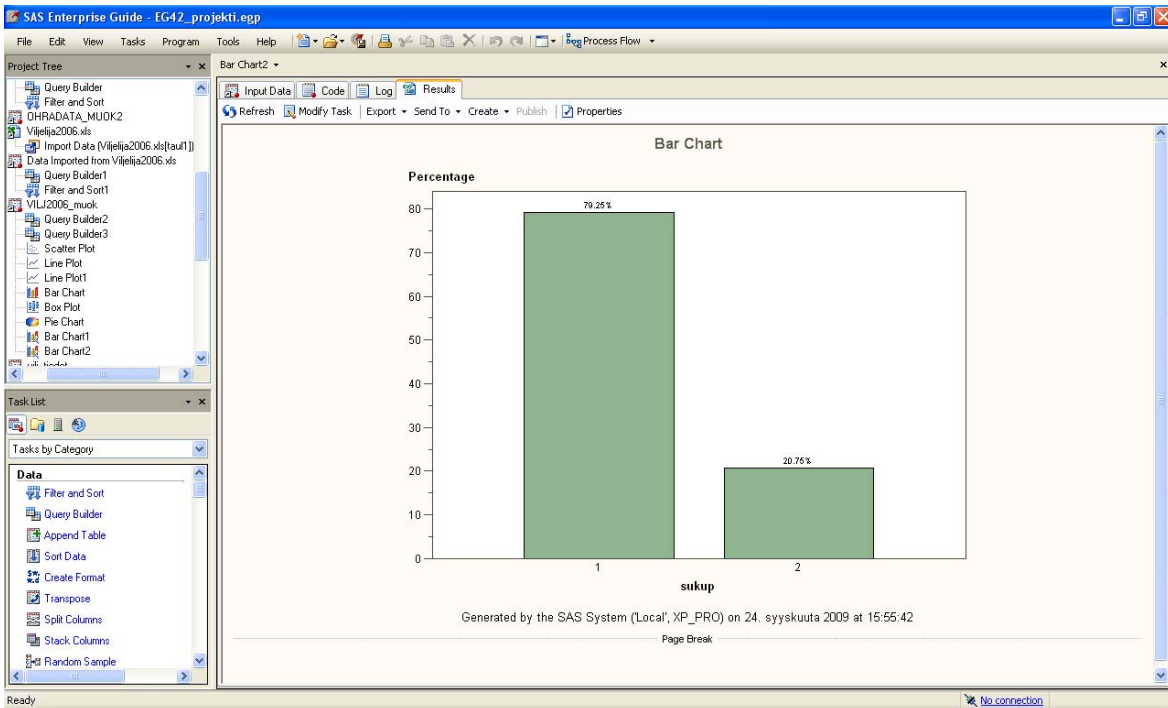 SAS Enterprise Guide - EG42_projekti.egp
File Edit View Tasks Program Tools Help Process Flow
Project Tree
Query Builder
Filter and Sort
OHRADATA_MUOK2
Viljelija2006.xls
Import Data (Viljelija2006.xls[taul1])
Data Imported from Viljelija2006.xls
Query Builder1
Filter and Sort1
VILJ2006_muok
Query Builder2
Query Builder3
Scatter Plot
Line Plot
Line Plot1
Bar Chart
Box Plot
Pie Chart
Bar Chart1
Bar Chart2
Task List
Tasks by Category
Data
Filter and Sort
Query Builder
Append Table
Sort Data
Create Format
Transpose
Split Columns
Stack Columns
Random Sample
Bar Chart2
Input Data Code Log Results
Refresh Modify Task Export Send To Create Publish Properties
Bar Chart
Percentage
80
70
60
50
40
30
20
10
0
79.25%
20.75%
1 2
sukup
Generated by the SAS System ('Local', XP_PRO) on 24. syyskuuta 2009 at 15:55:42
Page Break
Ready
No connection